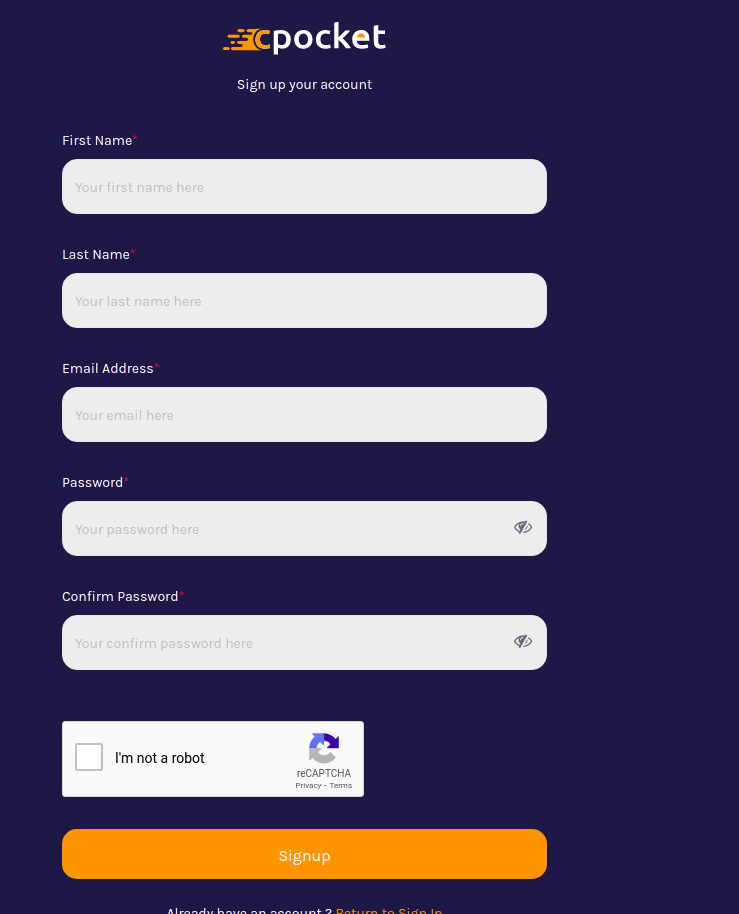 cpocket
Sign up your account
First Name*
Your first name here
Last Name*
Your last name here
Email Address*
Your email here
Password*
Your password here
Confirm Password*
Your confirm password here
I'm not a robot
reCAPTCHA
Privacy - Terms
Signup
Already have an account ? Return to Sign In